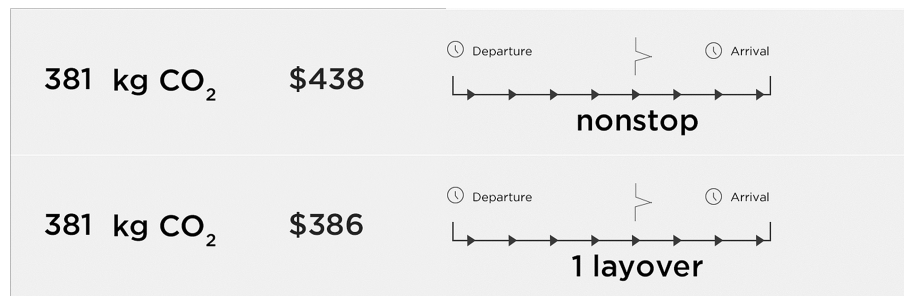 Departure Arrival
381 kg CO₂ $438
nonstop
Departure Arrival
381 kg CO₂ $386
1 layover